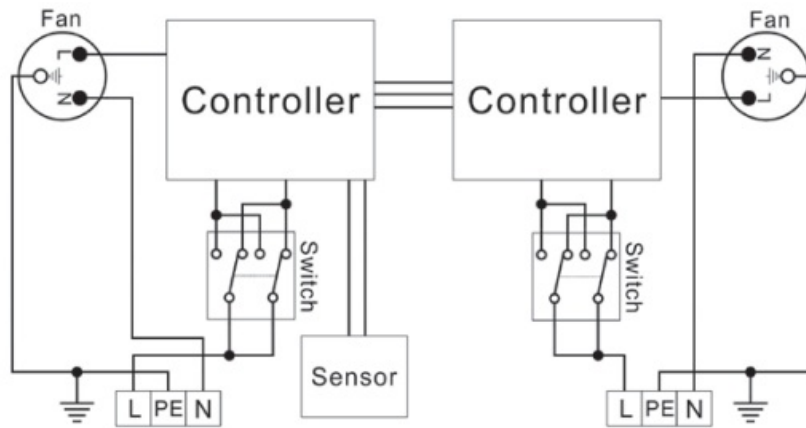 Fan
Fan
L
N
Controller
Controller
N
L
Switch
Switch
Sensor
L PE N
L PE N